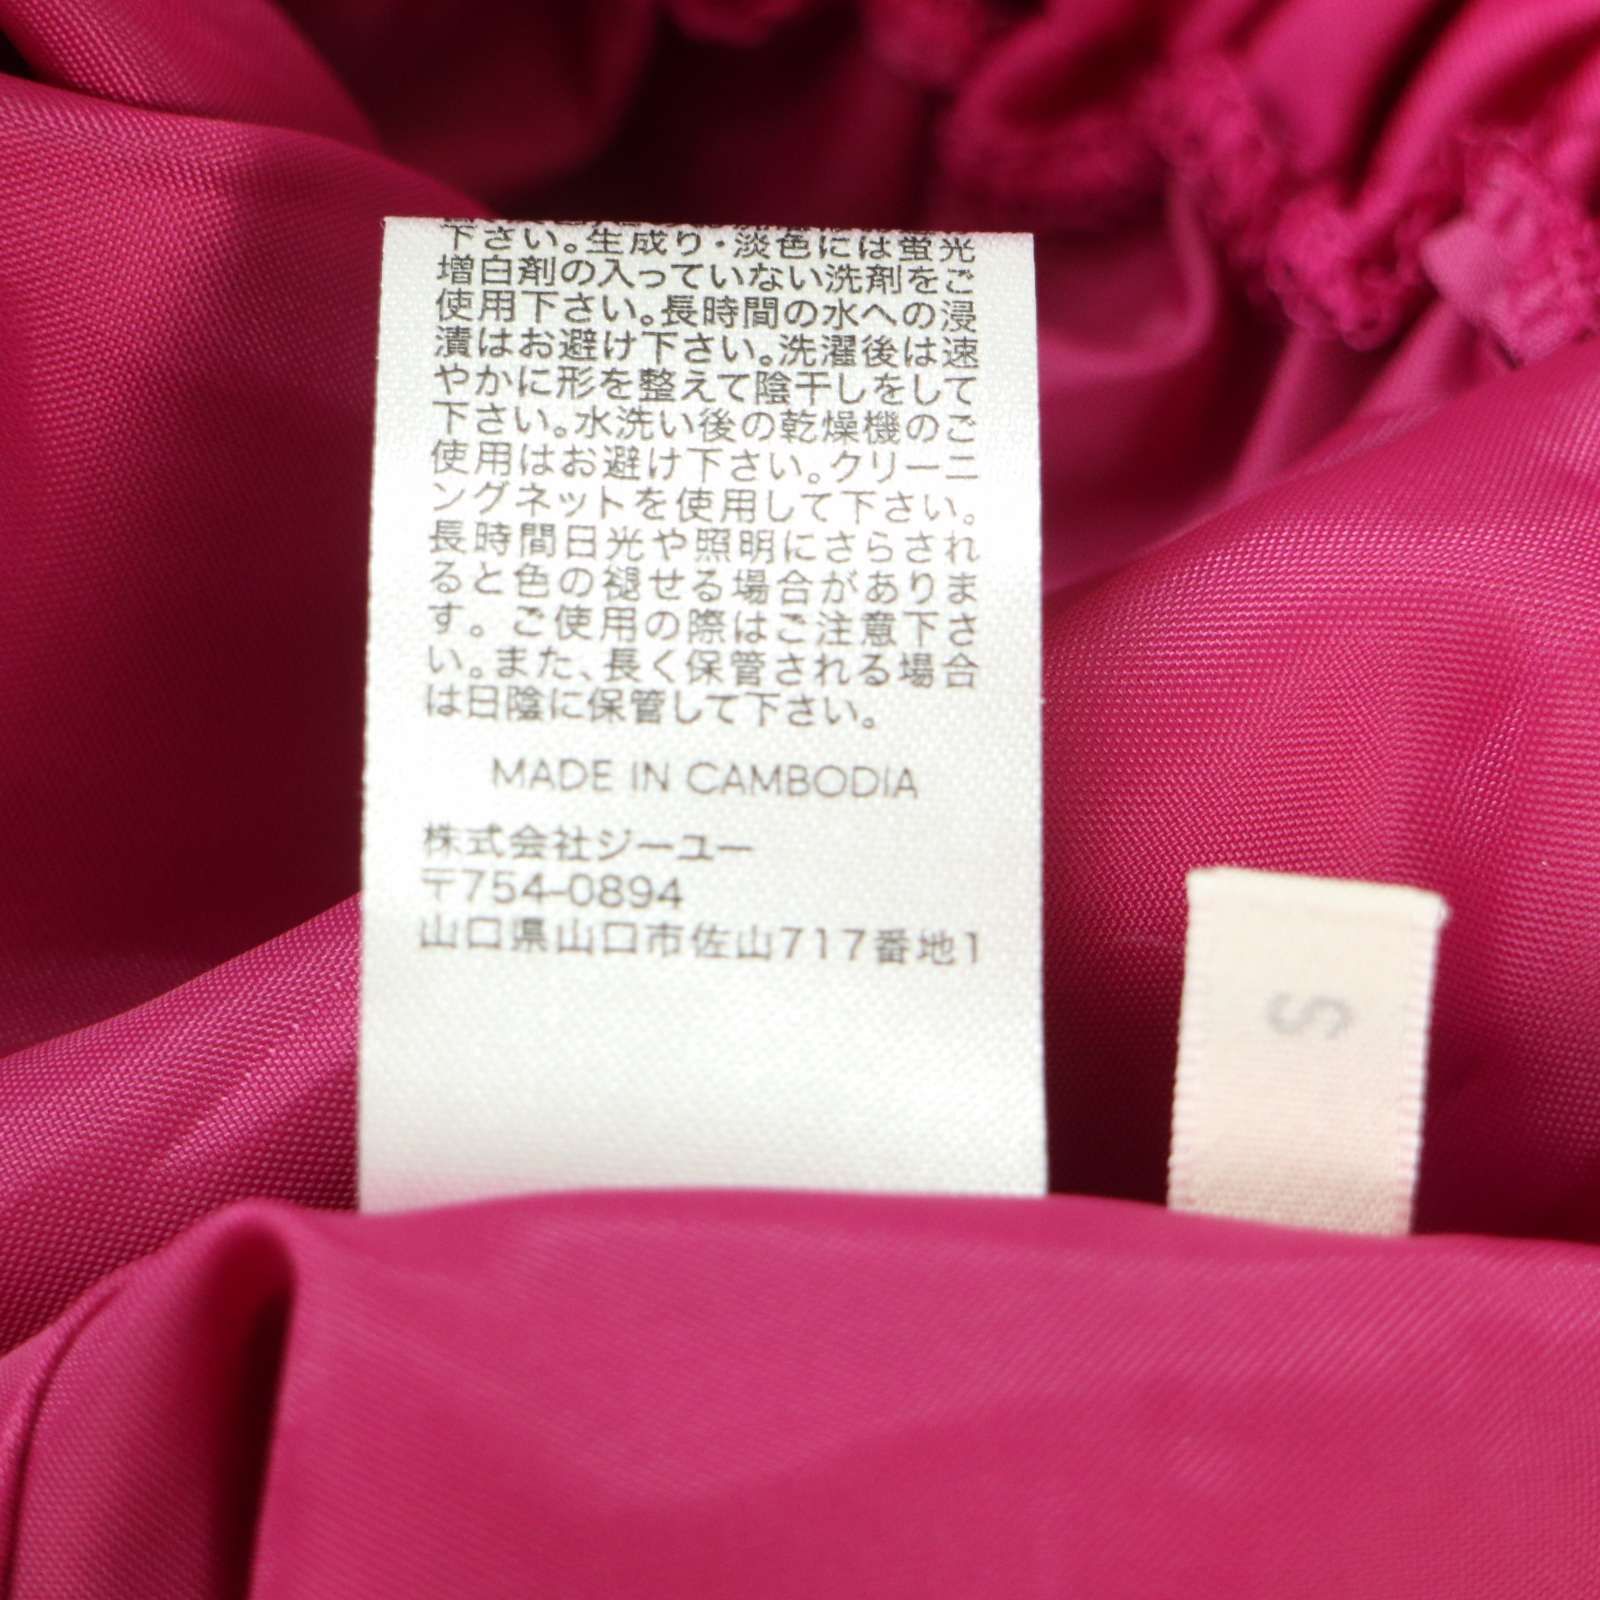 下さい。生成り・淡色には蛍光
増白剤の入っていない洗剤をご
使用下さい。長時間の水への浸
漬はお避け下さい。洗濯後は速
やかに形を整えて陰干しをして
下さい。水洗い後の乾燥機のご
使用はお避け下さい。クリーニ
ングネットを使用して下さい。
長時間日光や照明にさらされ
ると色の褪せる場合がありま
す。ご使用の際はご注意下さ
い。また、長く保管される場合
は日陰に保管して下さい。
MADE IN CAMBODIA
株式会社ジーユー
〒754-0894
山口県山口市佐山717番地1
S